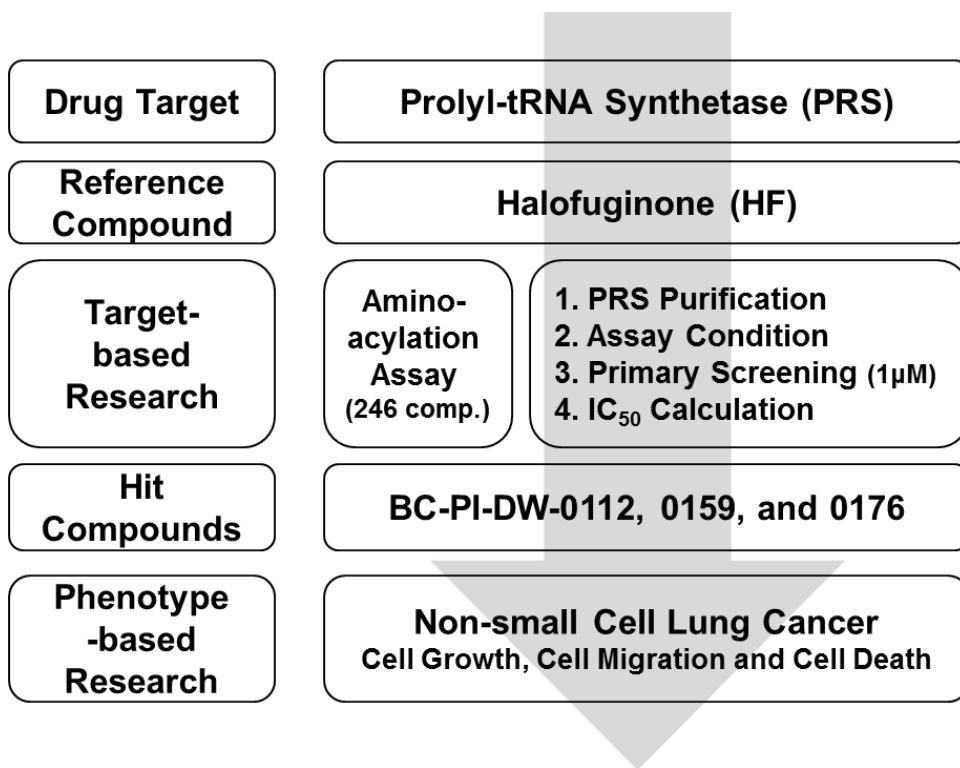 Drug Target
Prolyl-tRNA Synthetase (PRS)
Reference
Compound
Halofuginone (HF)
Target-
based
Research
Amino-
acylation
Assay
(246 comp.)
1. PRS Purification
2. Assay Condition
3. Primary Screening (1µM)
4. IC₅₀ Calculation
Hit
Compounds
BC-PI-DW-0112, 0159, and 0176
Phenotype
-based
Research
Non-small Cell Lung Cancer
Cell Growth, Cell Migration and Cell Death